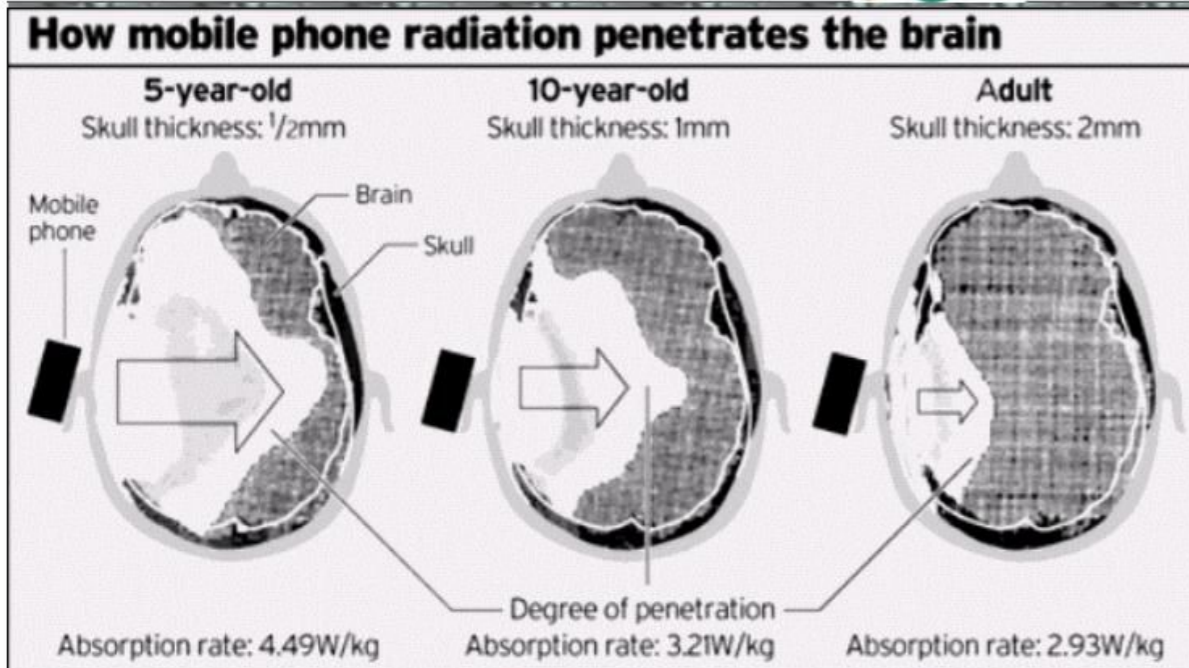 How mobile phone radiation penetrates the brain
5-year-old
Skull thickness: 1/2mm
10-year-old
Skull thickness: 1mm
Adult
Skull thickness: 2mm
Mobile
phone
Brain
Skull
Degree of penetration
Absorption rate: 4.49W/kg
Absorption rate: 3.21W/kg
Absorption rate: 2.93W/kg